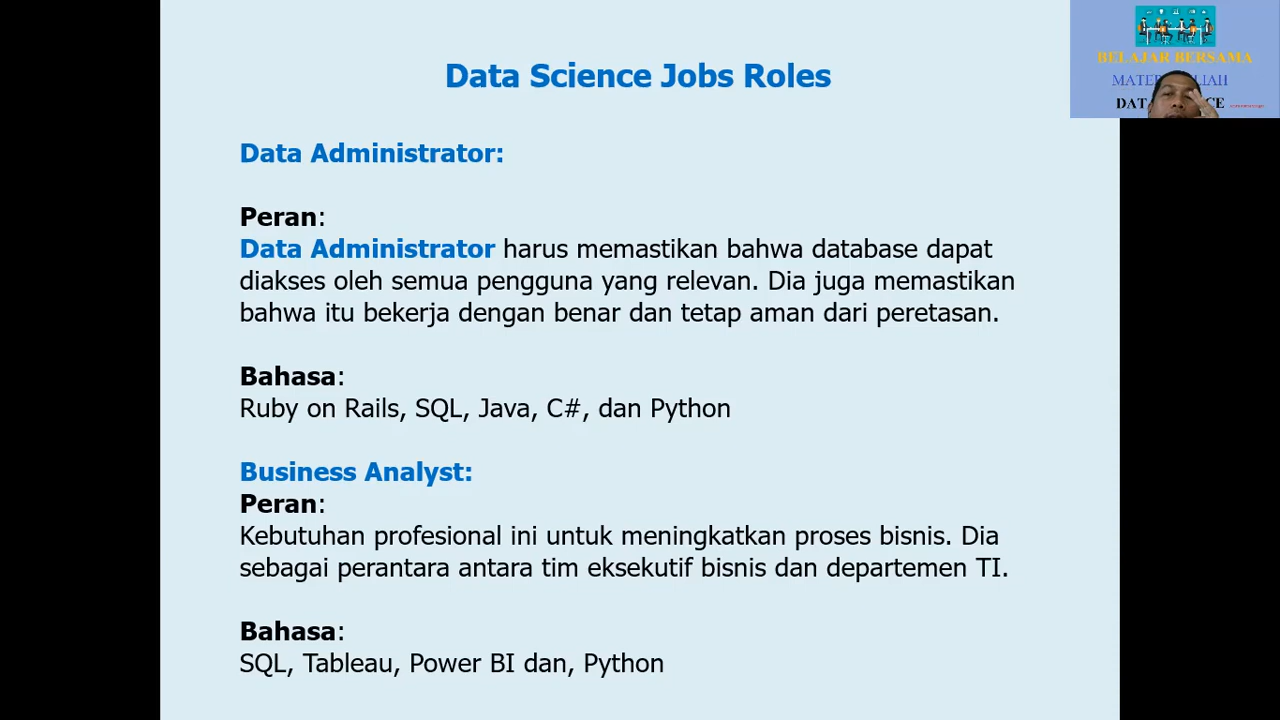 Data Science Jobs Roles
BELAJAR BERSAMA
Data Administrator:
Peran:
Data Administrator harus memastikan bahwa database dapat
diakses oleh semua pengguna yang relevan. Dia juga memastikan
bahwa itu bekerja dengan benar dan tetap aman dari peretasan.
Bahasa:
Ruby on Rails, SQL, Java, C#, dan Python
Business Analyst:
Peran:
Kebutuhan profesional ini untuk meningkatkan proses bisnis. Dia
sebagai perantara antara tim eksekutif bisnis dan departemen TI.
Bahasa:
SQL, Tableau, Power BI dan, Python